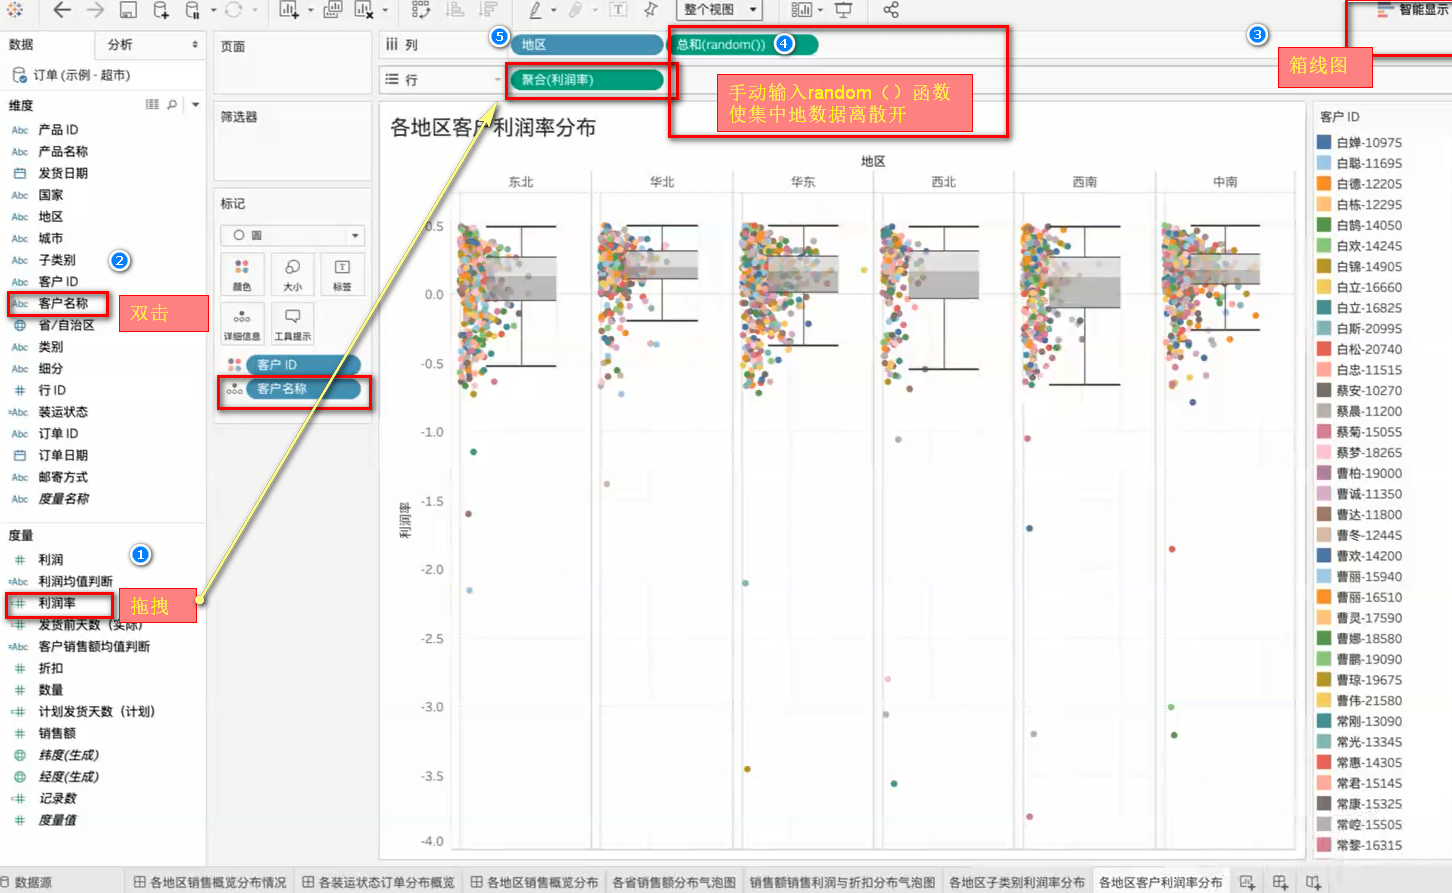 整个视图
智能显示
数据
分析
页面
iii 列
地区
总和(random())
⑤
④
③
箱线图
订单 (示例 - 超市)
行
聚合(利润率)
手动输入random（）函数
使集中地数据离散开
维度
筛选器
各地区客户利润率分布
客户 ID
Abc 产品 ID
Abc 产品名称
发货日期
Abc 国家
Abc 地区
Abc 城市
Abc 子类别
②
Abc 客户 ID
Abc 客户名称
双击
省/自治区
Abc 类别
Abc 细分
# 行 ID
=Abc 装运状态
Abc 订单 ID
订单日期
Abc 邮寄方式
Abc 度量名称
度量
①
# 利润
=Abc 利润均值判断
=# 利润率
拖拽
=# 发货前天数（实际）
=Abc 客户销售额均值判断
# 折扣
# 数量
=# 计划发货天数（计划）
# 销售额
纬度(生成)
经度(生成)
=# 记录数
# 度量值
标记
圆
颜色
大小
标签
详细信息
工具提示
客户 ID
客户名称
地区
东北
华北
华东
西北
西南
中南
利润率
0.5
0.0
-0.5
-1.0
-1.5
-2.0
-2.5
-3.0
-3.5
-4.0
白婵-10975
白聪-11695
白德-12205
白栋-12295
白鹄-14050
白欢-14245
白锦-14905
白立-16660
白立-16825
白斯-20995
白松-20740
白忠-11515
蔡安-10270
蔡晨-11200
蔡菊-15055
蔡梦-18265
曹柏-19000
曹诚-11350
曹达-11800
曹冬-12445
曹欢-14200
曹丽-15940
曹丽-16510
曹灵-17590
曹娜-18580
曹鹏-19090
曹琼-19675
曹伟-21580
常刚-13090
常光-13345
常惠-14305
常君-15145
常康-15325
常崆-15505
常黎-16315
数据源
各地区销售概览分布情况
各装运状态订单分布概览
各地区销售概览分布
各省销售额分布气泡图
销售额销售利润与折扣分布气泡图
各地区子类别利润率分布
各地区客户利润率分布